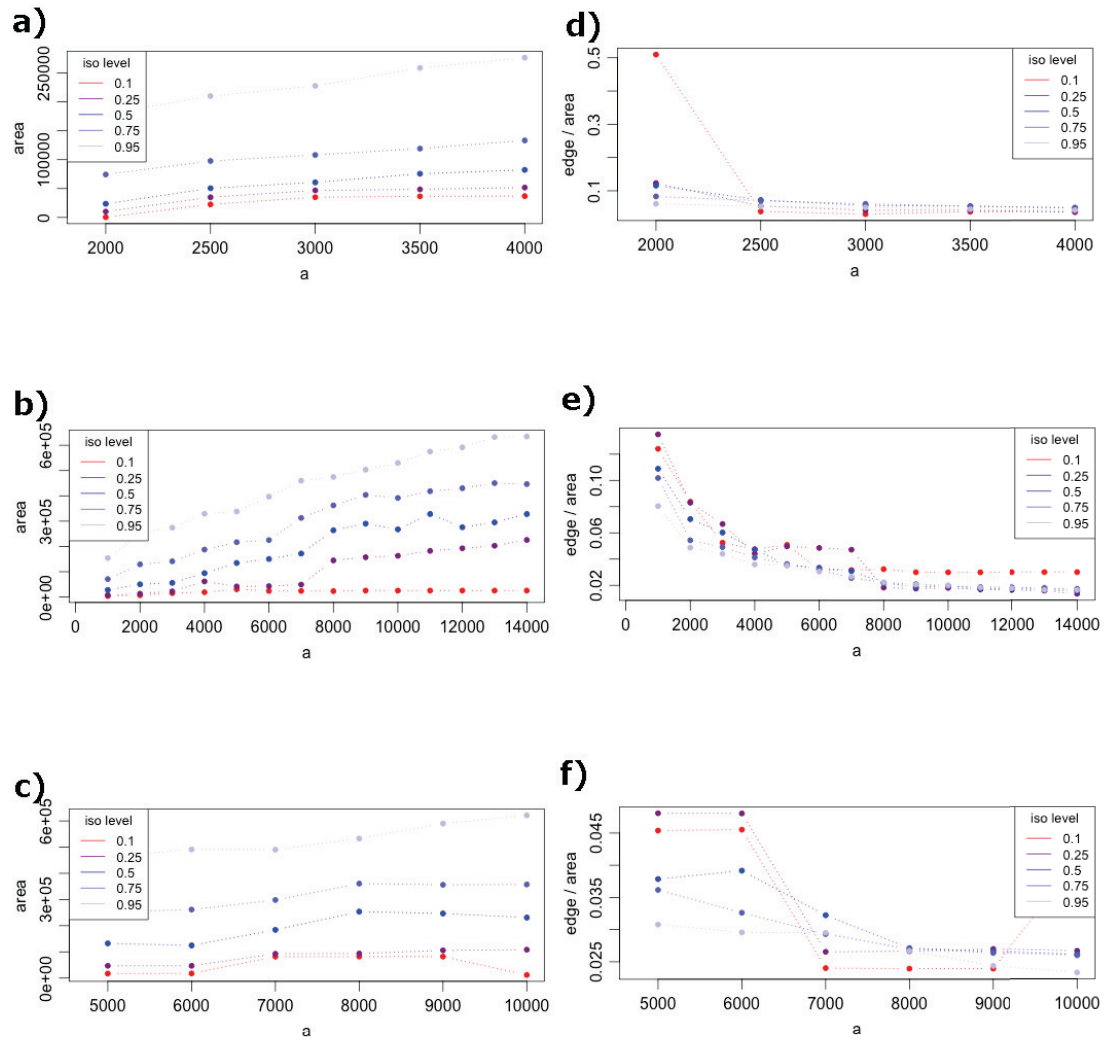 a)
area
0
100000
250000
iso level
0.1
0.25
0.5
0.75
0.95
2000 2500 3000 3500 4000
a
d)
edge / area
0.1
0.3
0.5
iso level
0.1
0.25
0.5
0.75
0.95
2000 2500 3000 3500 4000
a
b)
area
0e+00
3e+05
6e+05
iso level
0.1
0.25
0.5
0.75
0.95
0 2000 4000 6000 8000 10000 12000 14000
a
e)
edge / area
0.02
0.06
0.10
iso level
0.1
0.25
0.5
0.75
0.95
0 2000 4000 6000 8000 10000 12000 14000
a
c)
area
0e+00
3e+05
6e+05
iso level
0.1
0.25
0.5
0.75
0.95
5000 6000 7000 8000 9000 10000
a
f)
edge / area
0.025
0.035
0.045
iso level
0.1
0.25
0.5
0.75
0.95
5000 6000 7000 8000 9000 10000
a